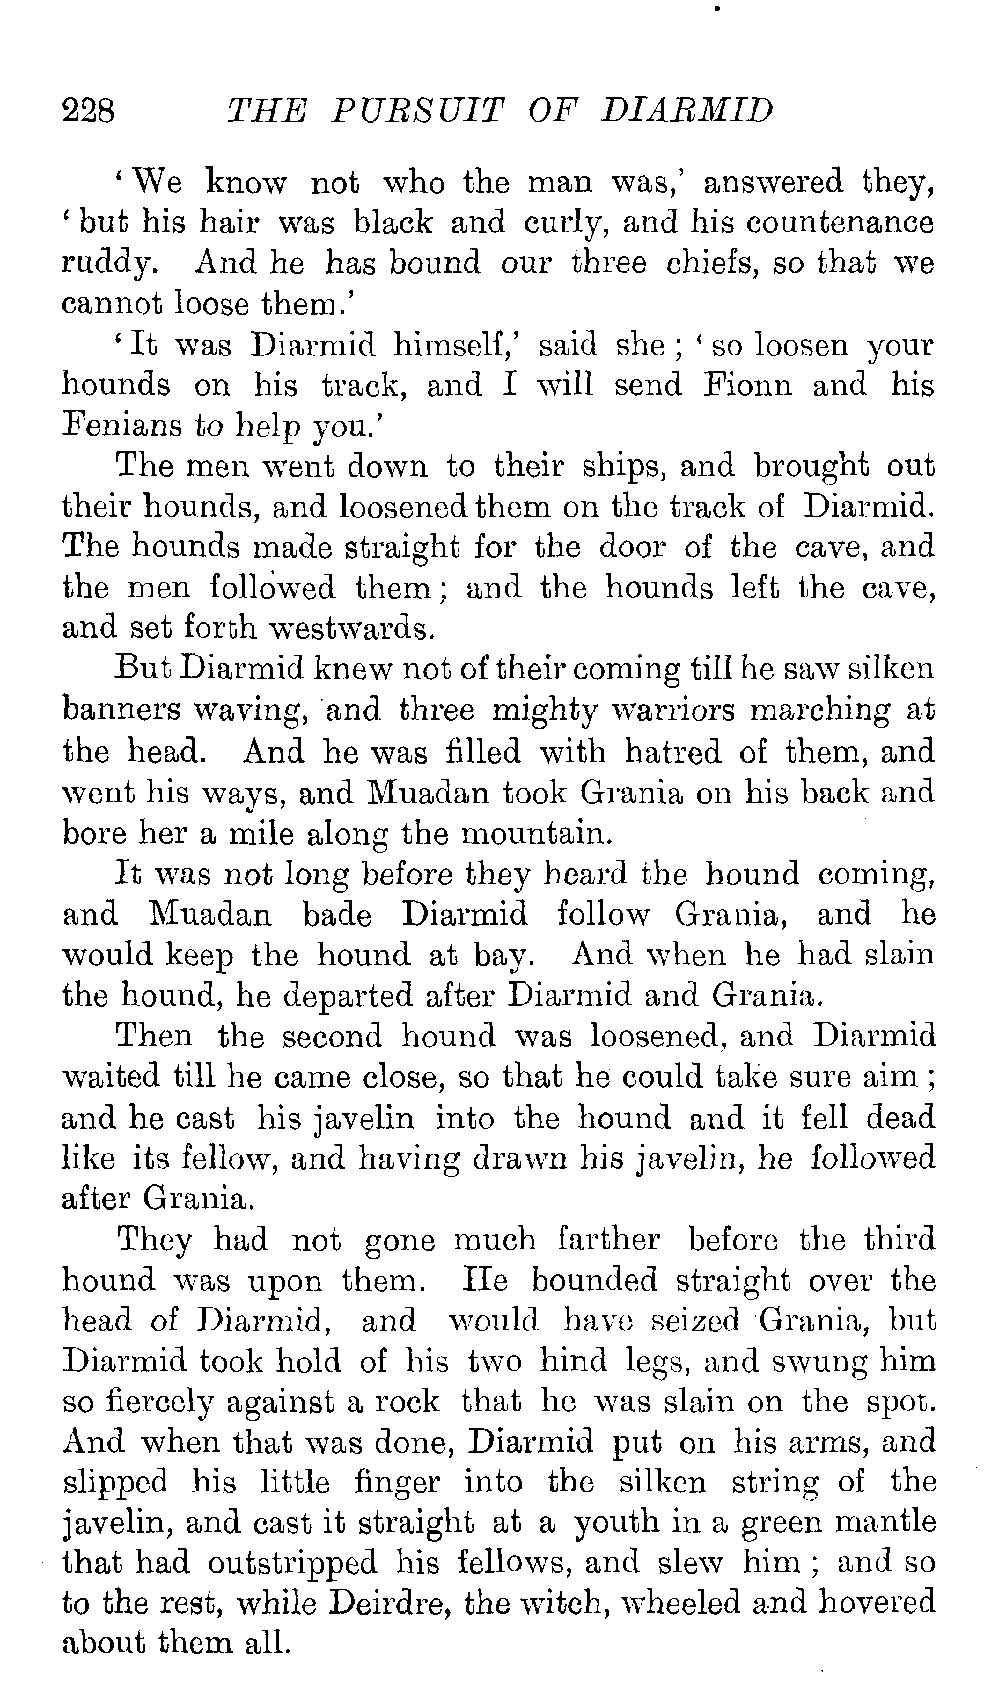 228 THE PURSUIT OF DIARMID
‘We know not who the man was,’ answered they,
‘but his hair was black and curly, and his countenance
ruddy. And he has bound our three chiefs, so that we
cannot loose them.’
‘It was Diarmid himself,’ said she; ‘so loosen your
hounds on his track, and I will send Fionn and his
Fenians to help you.’
The men went down to their ships, and brought out
their hounds, and loosened them on the track of Diarmid.
The hounds made straight for the door of the cave, and
the men followed them; and the hounds left the cave,
and set forth westwards.
But Diarmid knew not of their coming till he saw silken
banners waving, and three mighty warriors marching at
the head. And he was filled with hatred of them, and
went his ways, and Muadan took Grania on his back and
bore her a mile along the mountain.
It was not long before they heard the hound coming,
and Muadan bade Diarmid follow Grania, and he
would keep the hound at bay. And when he had slain
the hound, he departed after Diarmid and Grania.
Then the second hound was loosened, and Diarmid
waited till he came close, so that he could take sure aim;
and he cast his javelin into the hound and it fell dead
like its fellow, and having drawn his javelin, he followed
after Grania.
They had not gone much farther before the third
hound was upon them. He bounded straight over the
head of Diarmid, and would have seized Grania, but
Diarmid took hold of his two hind legs, and swung him
so fiercely against a rock that he was slain on the spot.
And when that was done, Diarmid put on his arms, and
slipped his little finger into the silken string of the
javelin, and cast it straight at a youth in a green mantle
that had outstripped his fellows, and slew him; and so
to the rest, while Deirdre, the witch, wheeled and hovered
about them all.